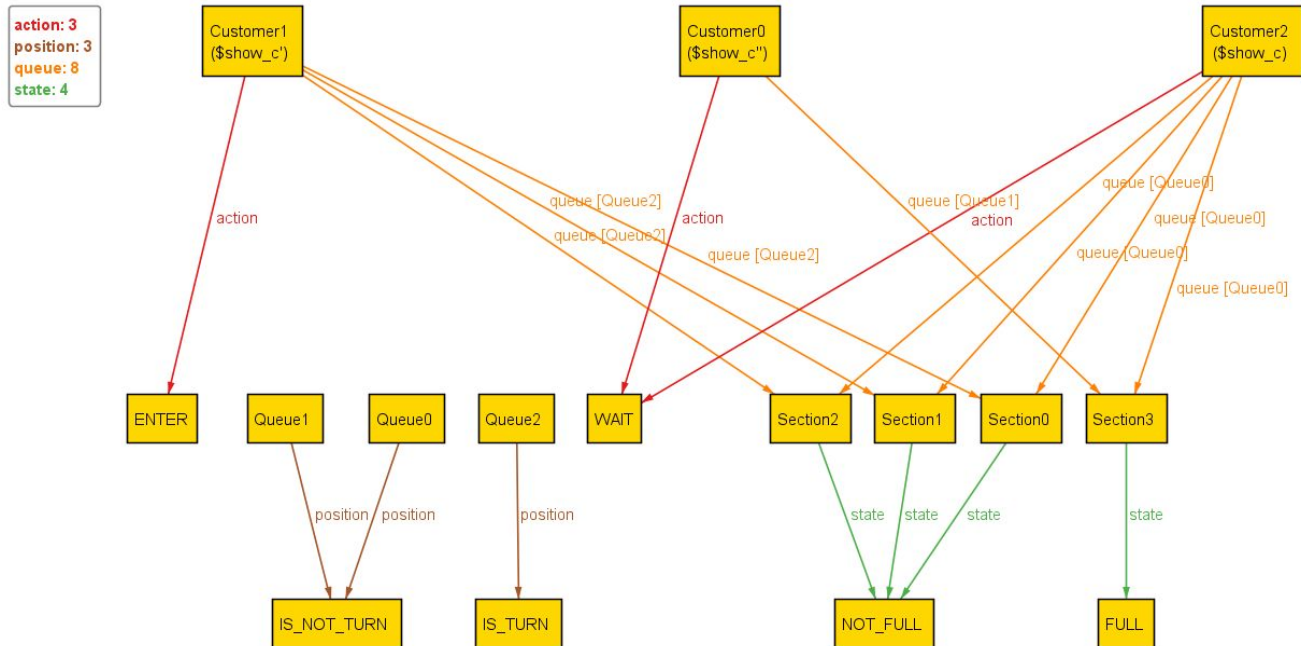 action: 3
position: 3
queue: 8
state: 4
Customer1
($show_c')
Customer0
($show_c")
Customer2
($show_c)
queue [Queue0]
queue [Queue2]
queue [Queue1]
action
action
action
queue [Queue0]
queue [Queue2]
queue [Queue2]
queue [Queue0]
queue [Queue0]
ENTER
Queue1
Queue0
Queue2
WAIT
Section2
Section1
Section0
Section3
position
position
position
state
state
state
state
IS_NOT_TURN
IS_TURN
NOT_FULL
FULL